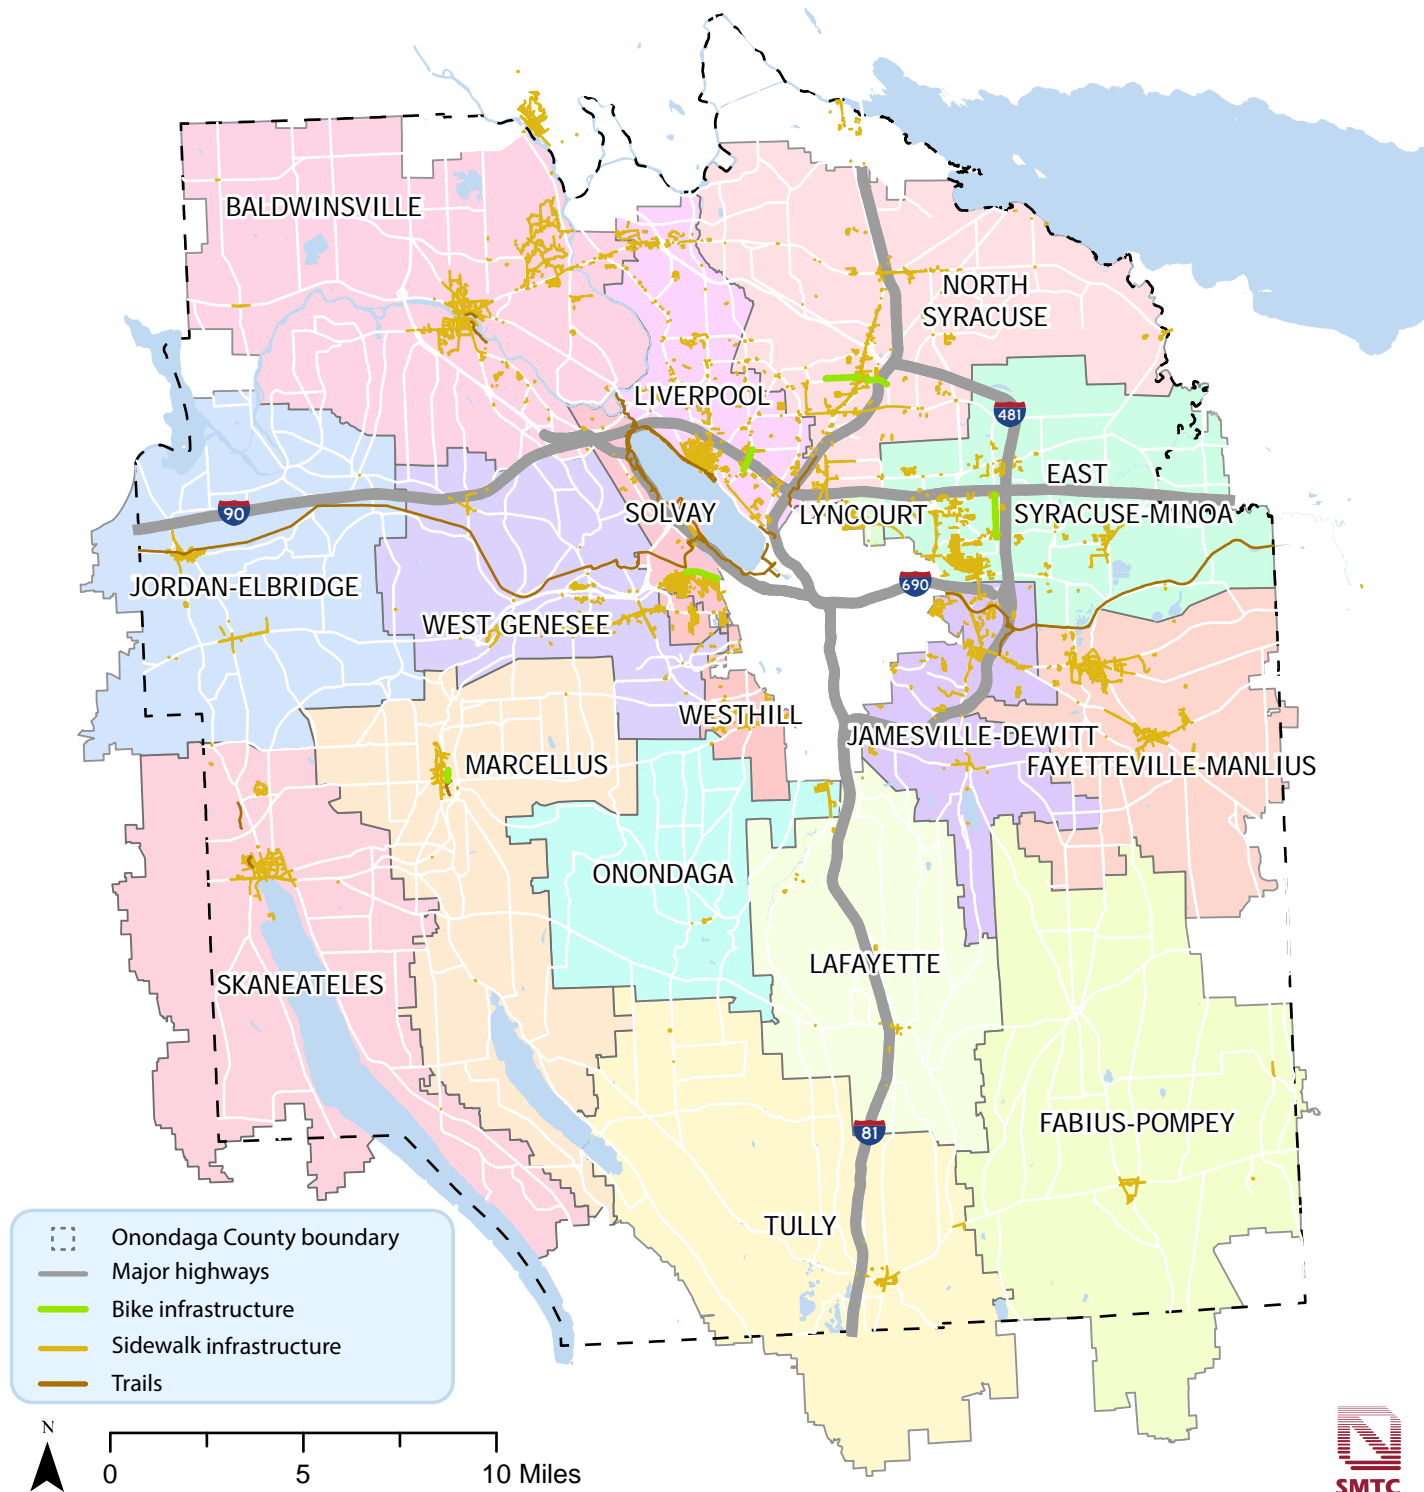 BALDWINSVILLE
NORTH
SYRACUSE
LIVERPOOL
481
EAST
SYRACUSE-MINOA
90
SOLVAY
LYNCOURT
690
JORDAN-ELBRIDGE
WEST GENESEE
WESTHILL
JAMESVILLE-DEWITT
MARCELLUS
FAYETTEVILLE-MANLIUS
ONONDAGA
LAFAYETTE
SKANEATELES
81
FABIUS-POMPEY
TULLY
Onondaga County boundary
Major highways
Bike infrastructure
Sidewalk infrastructure
Trails
N
0 5 10 Miles
SMTC